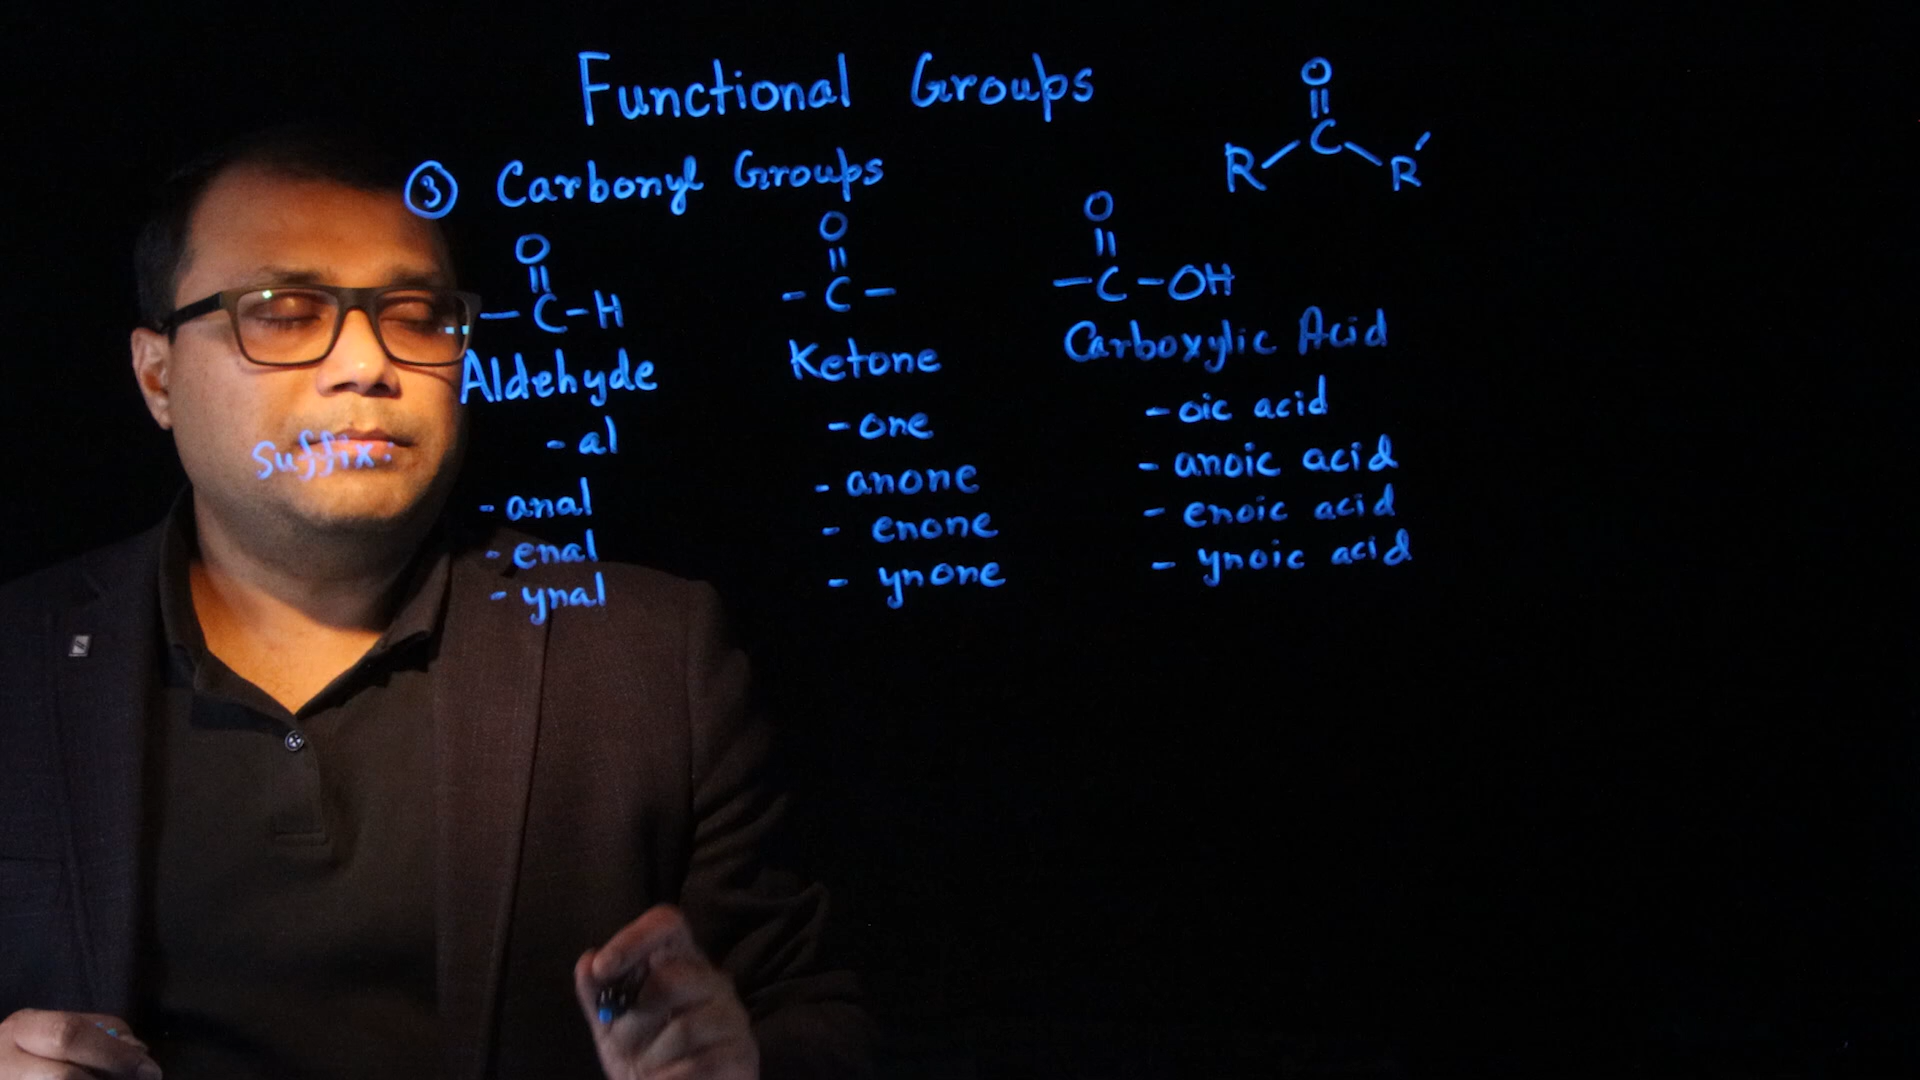 Functional Groups
③ Carbonyl Groups
O
||
R-C-R′
O
||
-C-H
Aldehyde
O
||
-C-
Ketone
O
||
-C-OH
Carboxylic Acid
Suffix:
-al
-anal
-enal
-ynal
-one
-anone
-enone
-ynone
-oic acid
-anoic acid
-enoic acid
-ynoic acid